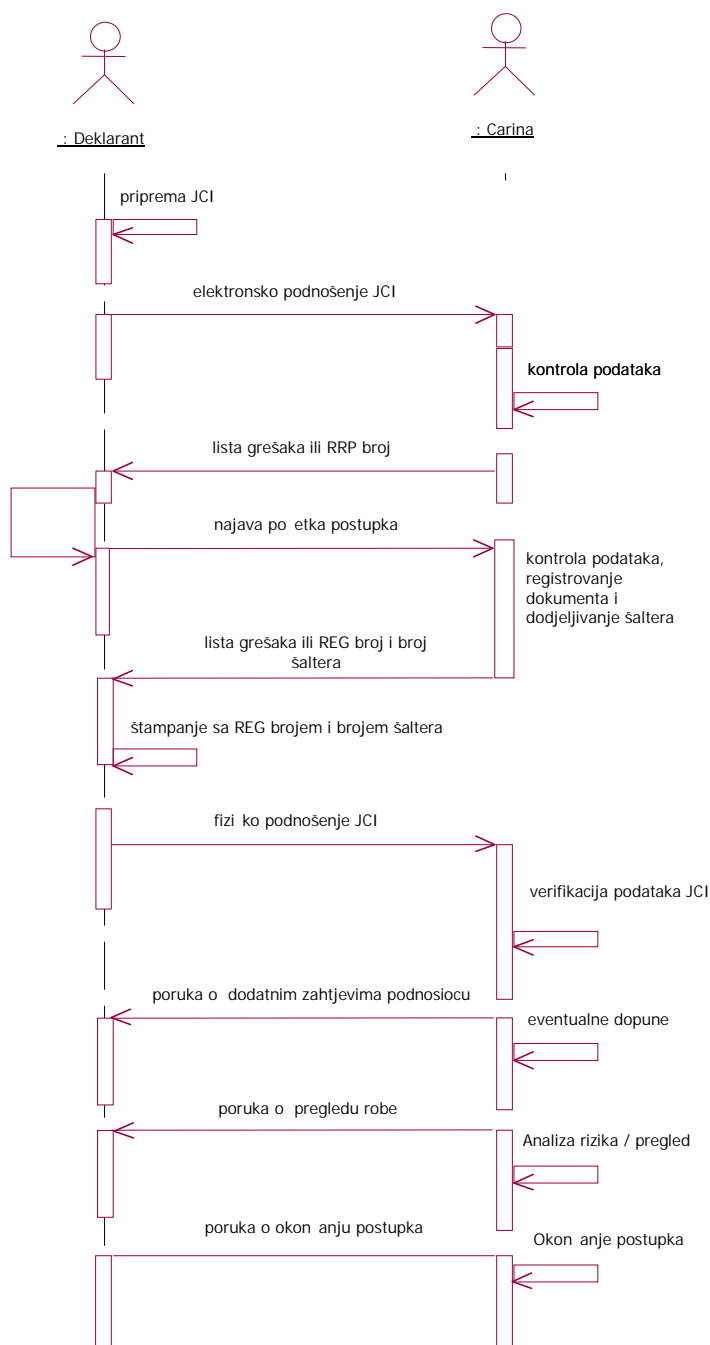 : Deklarant
: Carina
priprema JCI
elektronsko podnošenje JCI
kontrola podataka
lista grešaka ili RRP broj
najava po etka postupka
kontrola podataka,
registrovanje
dokumenta i
dodjeljivanje šaltera
lista grešaka ili REG broj i broj
šaltera
štampanje sa REG brojem i brojem šaltera
fizi ko podnošenje JCI
verifikacija podataka JCI
poruka o dodatnim zahtjevima podnosiocu
eventualne dopune
poruka o pregledu robe
Analiza rizika / pregled
poruka o okon anju postupka
Okon anje postupka